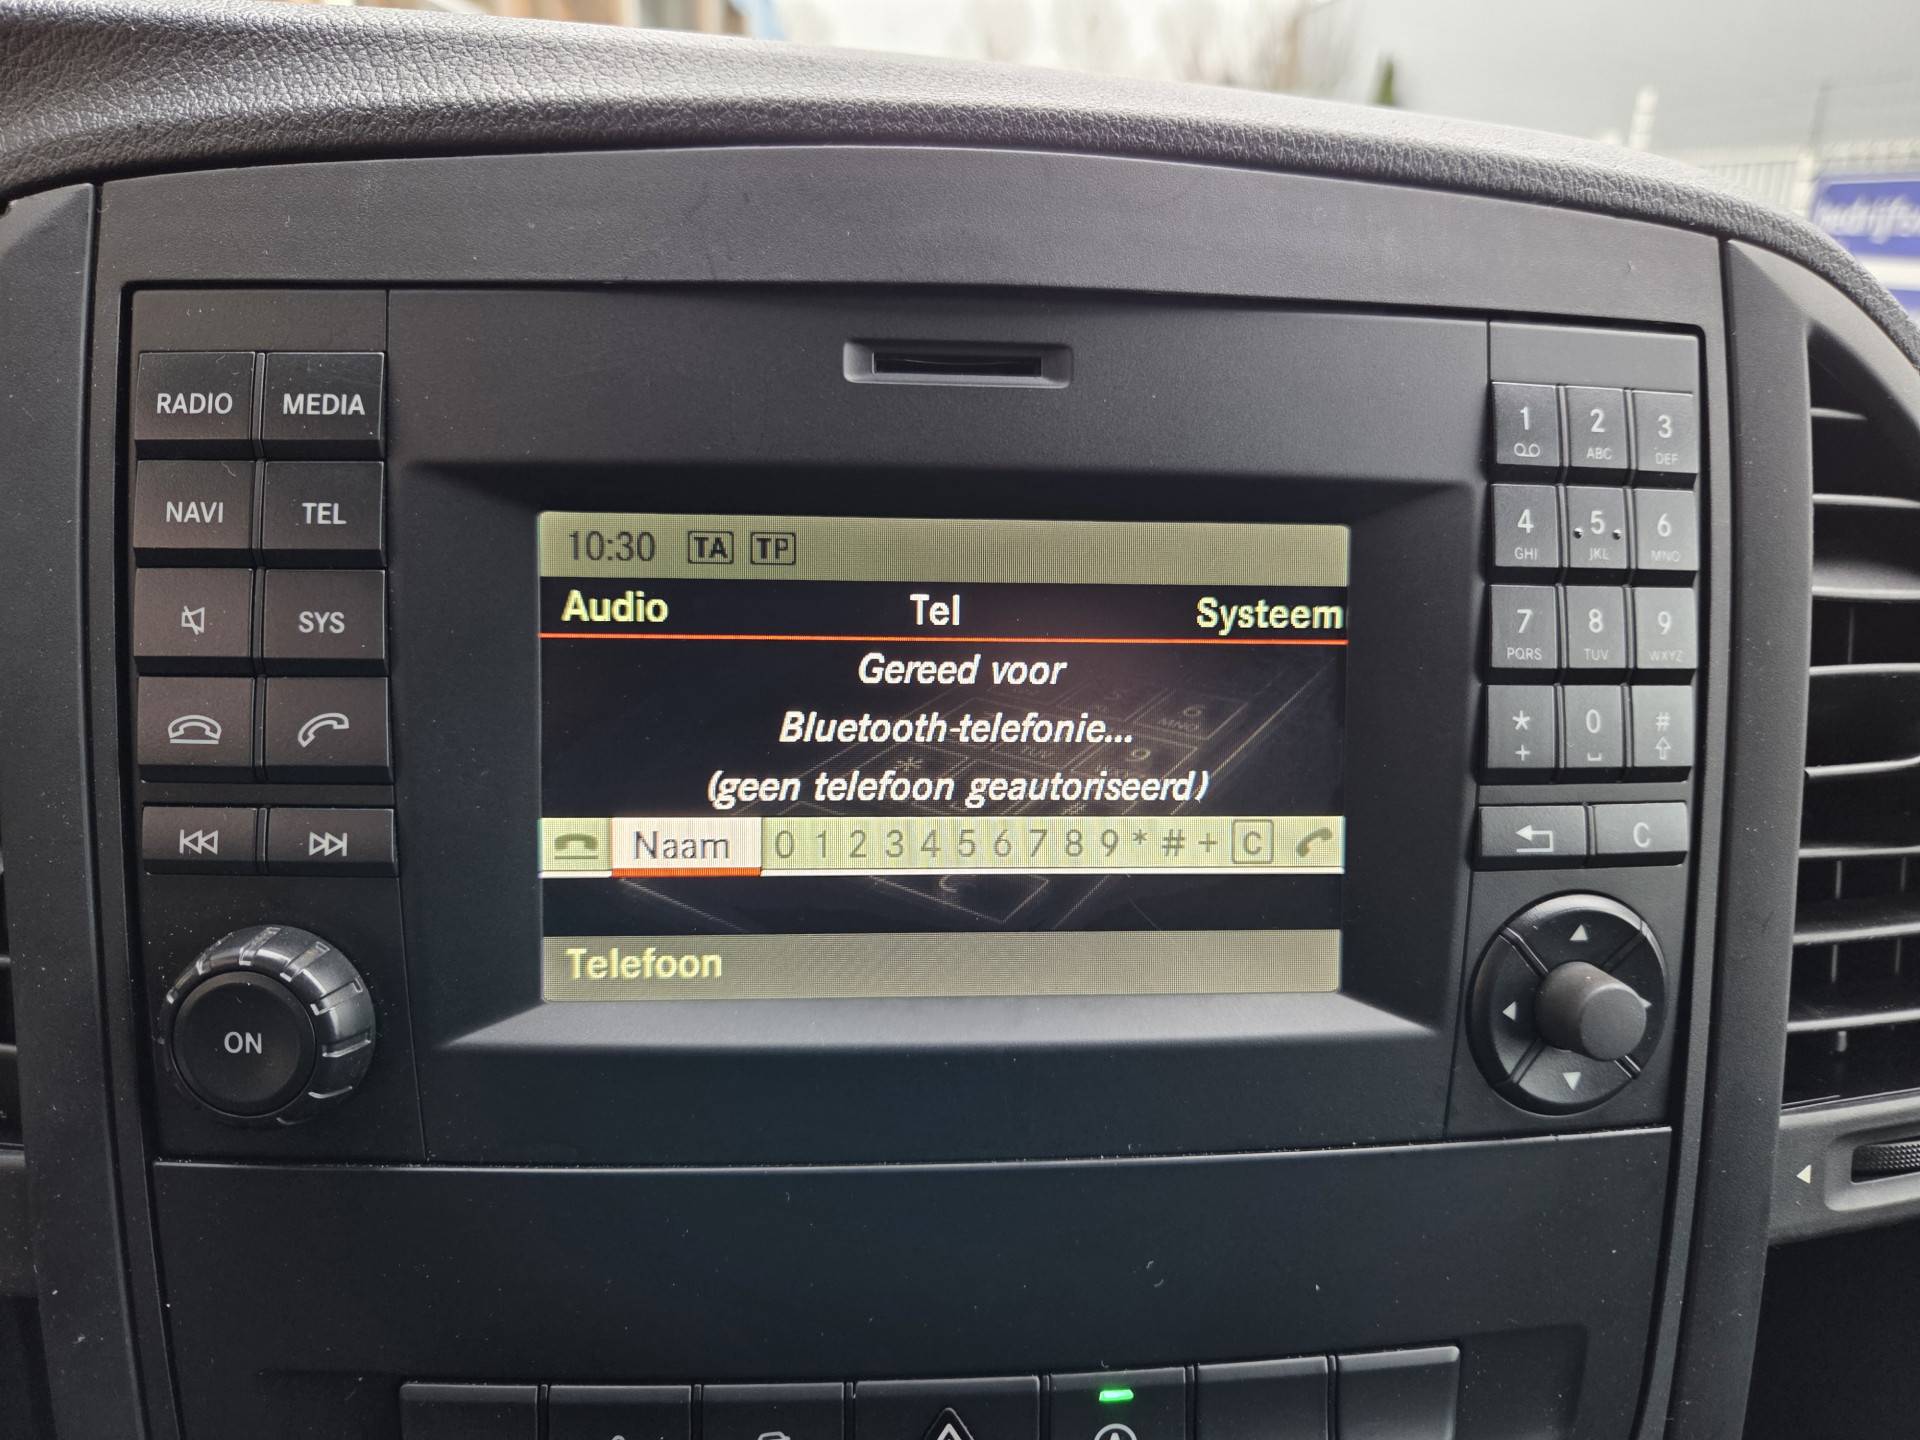 RADIO MEDIA
NAVI TEL
SYS
ON
10:30 TA TP
Audio Tel Systeem
Gereed voor
Bluetooth-telefonie...
(geen telefoon geautoriseerd)
Naam 0 1 2 3 4 5 6 7 8 9 * # + C
Telefoon
1 2 3
ABC DEF
4 5 6
GHI JKL MNO
7 8 9
PQRS TUV WXYZ
* 0 #
+
C